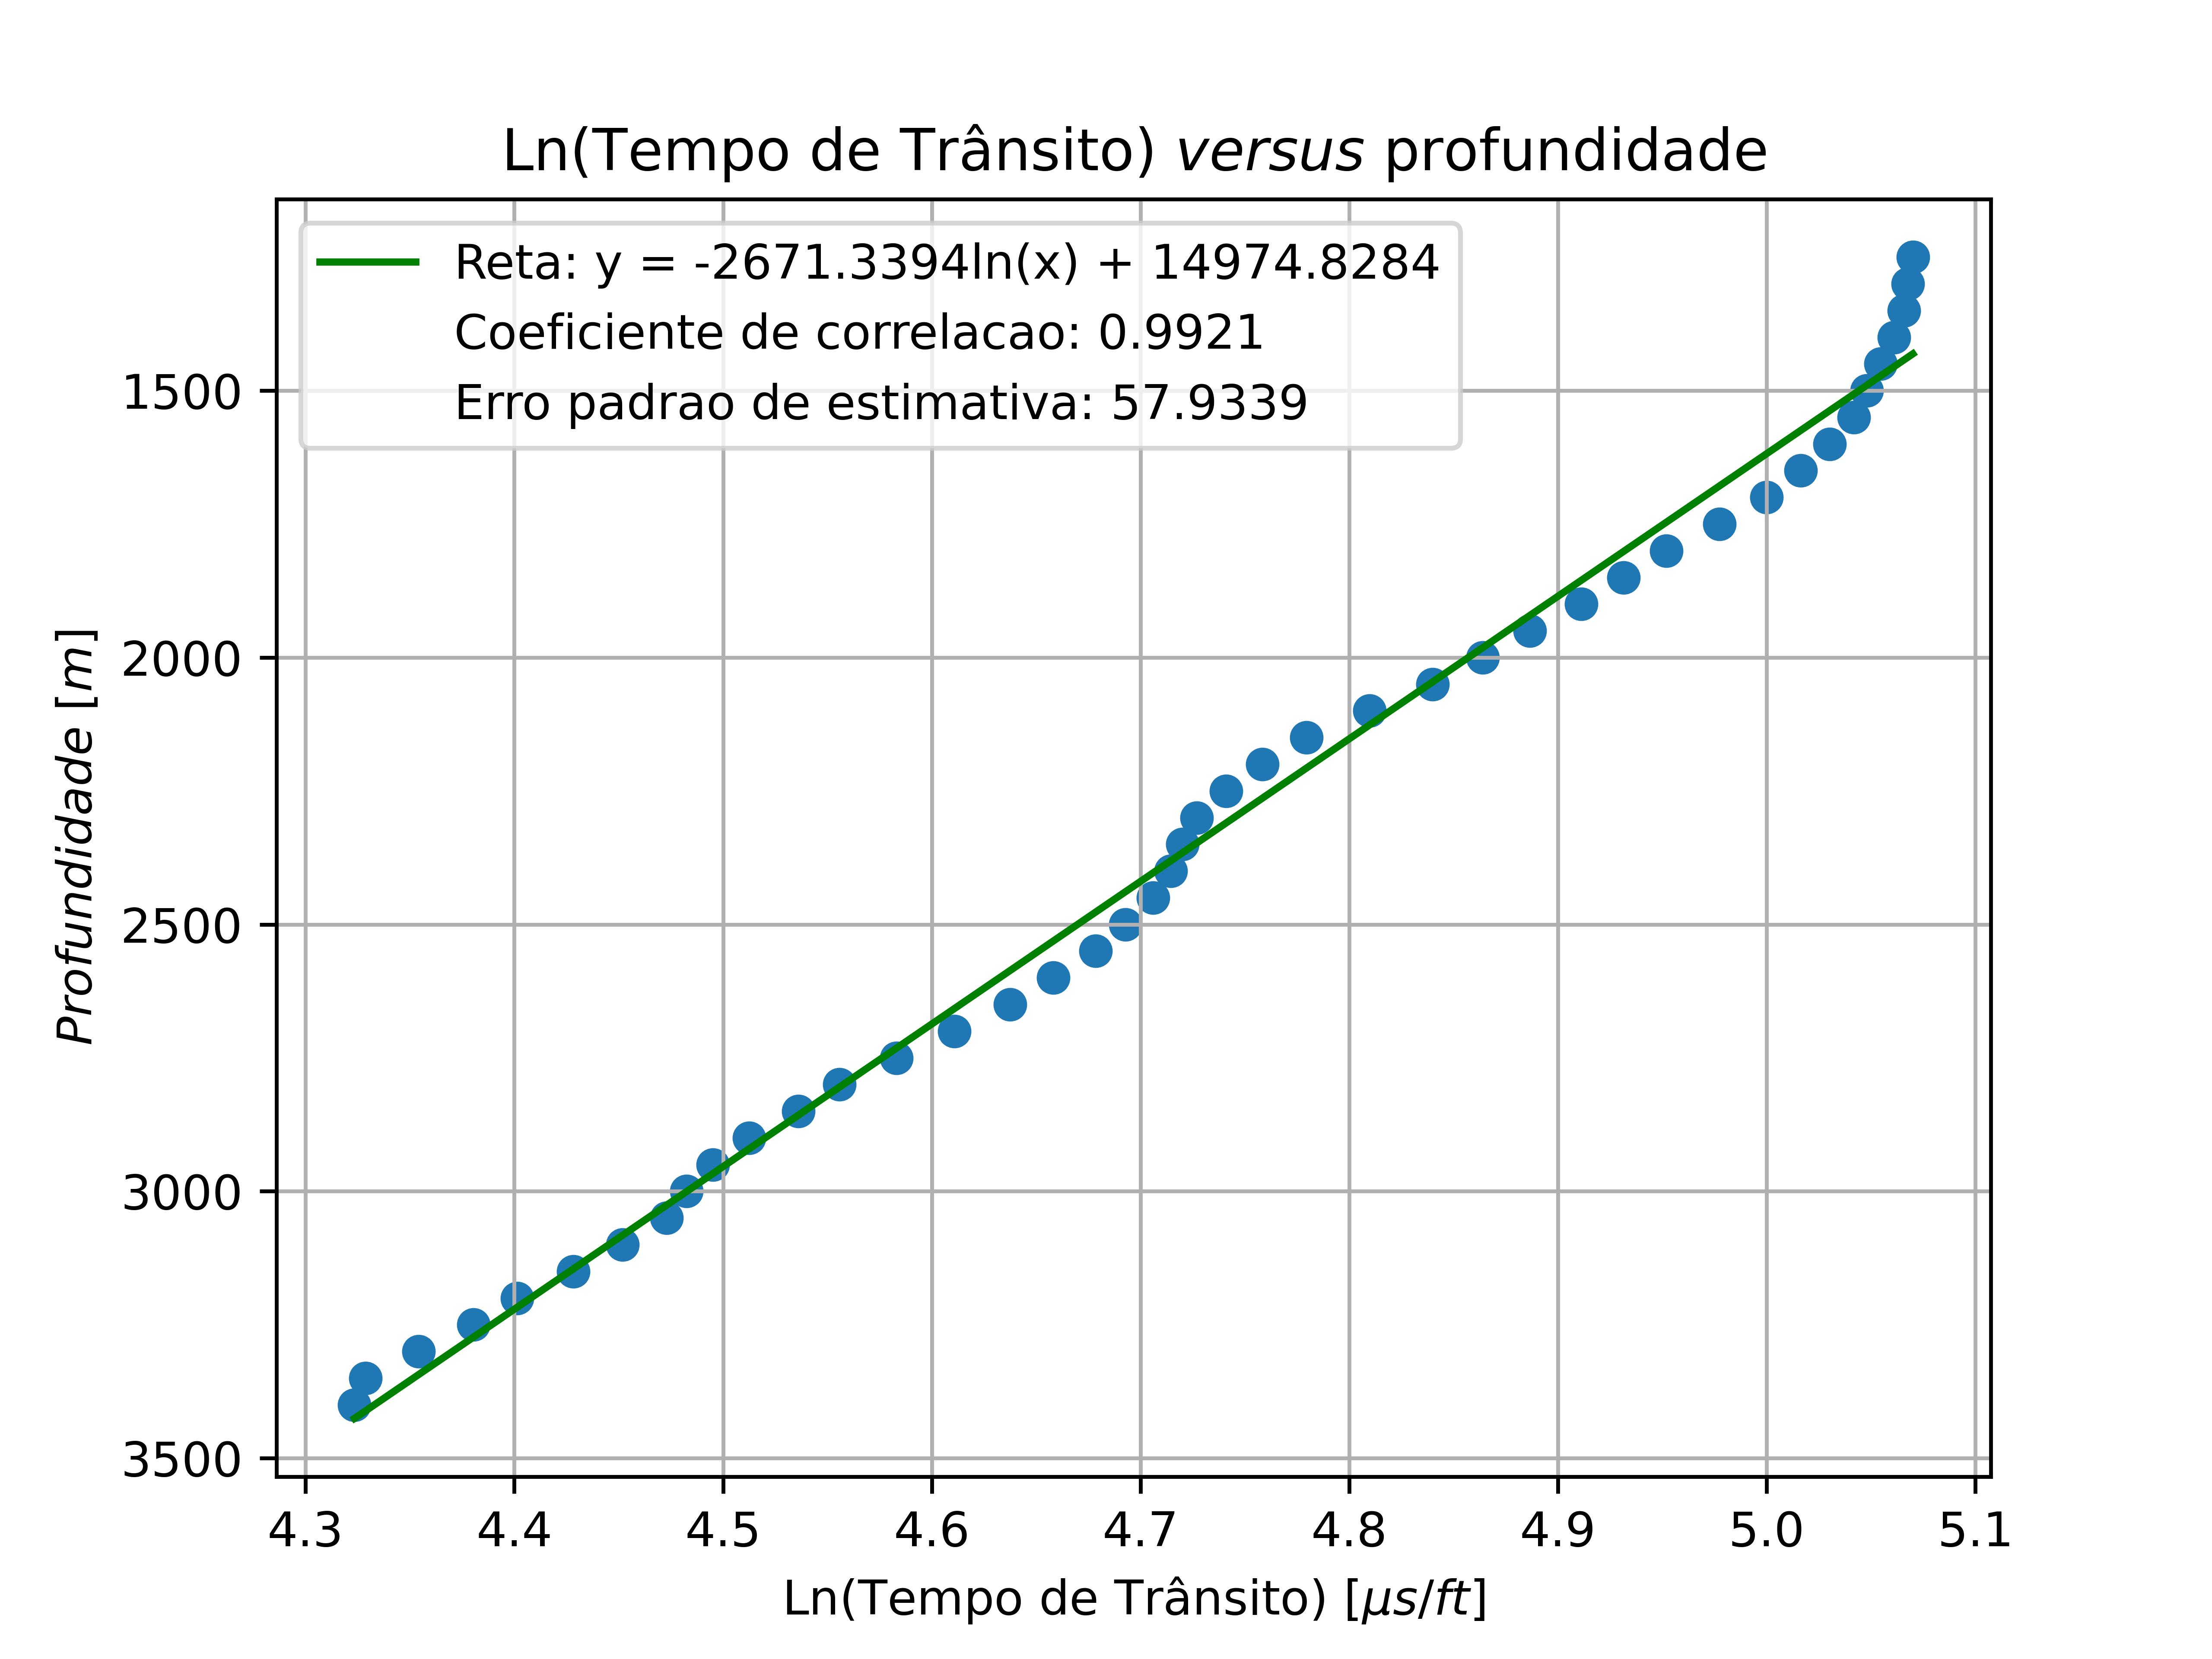 Ln(Tempo de Trânsito) versus profundidade
Reta: y = -2671.3394ln(x) + 14974.8284
Coeficiente de correlacao: 0.9921
Erro padrao de estimativa: 57.9339
Profundidade [m]
1500
2000
2500
3000
3500
4.3 4.4 4.5 4.6 4.7 4.8 4.9 5.0 5.1
Ln(Tempo de Trânsito) [μs/ft]